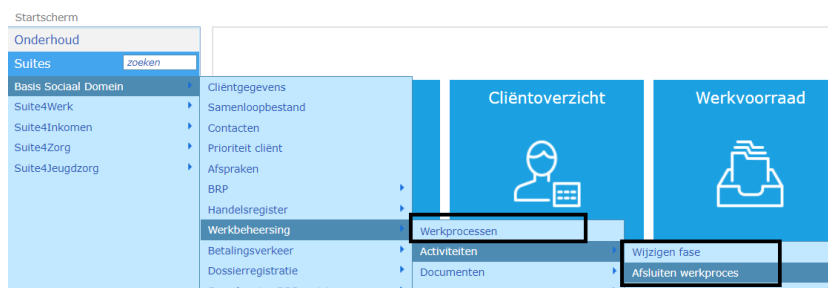 Startscherm
Onderhoud
Suites zoeken
Basis Sociaal Domein
Suite4Werk
Suite4Inkomen
Suite4Zorg
Suite4Jeugdzorg
Cliëntgegevens
Samenloopbestand
Contacten
Prioriteit cliënt
Afspraken
BRP
Handelsregister
Werkbeheersing
Betalingsverkeer
Dossierregistratie
Werkprocessen
Activiteiten
Documenten
Wijzigen fase
Afsluiten werkproces
Cliëntoverzicht
Werkvoorraad